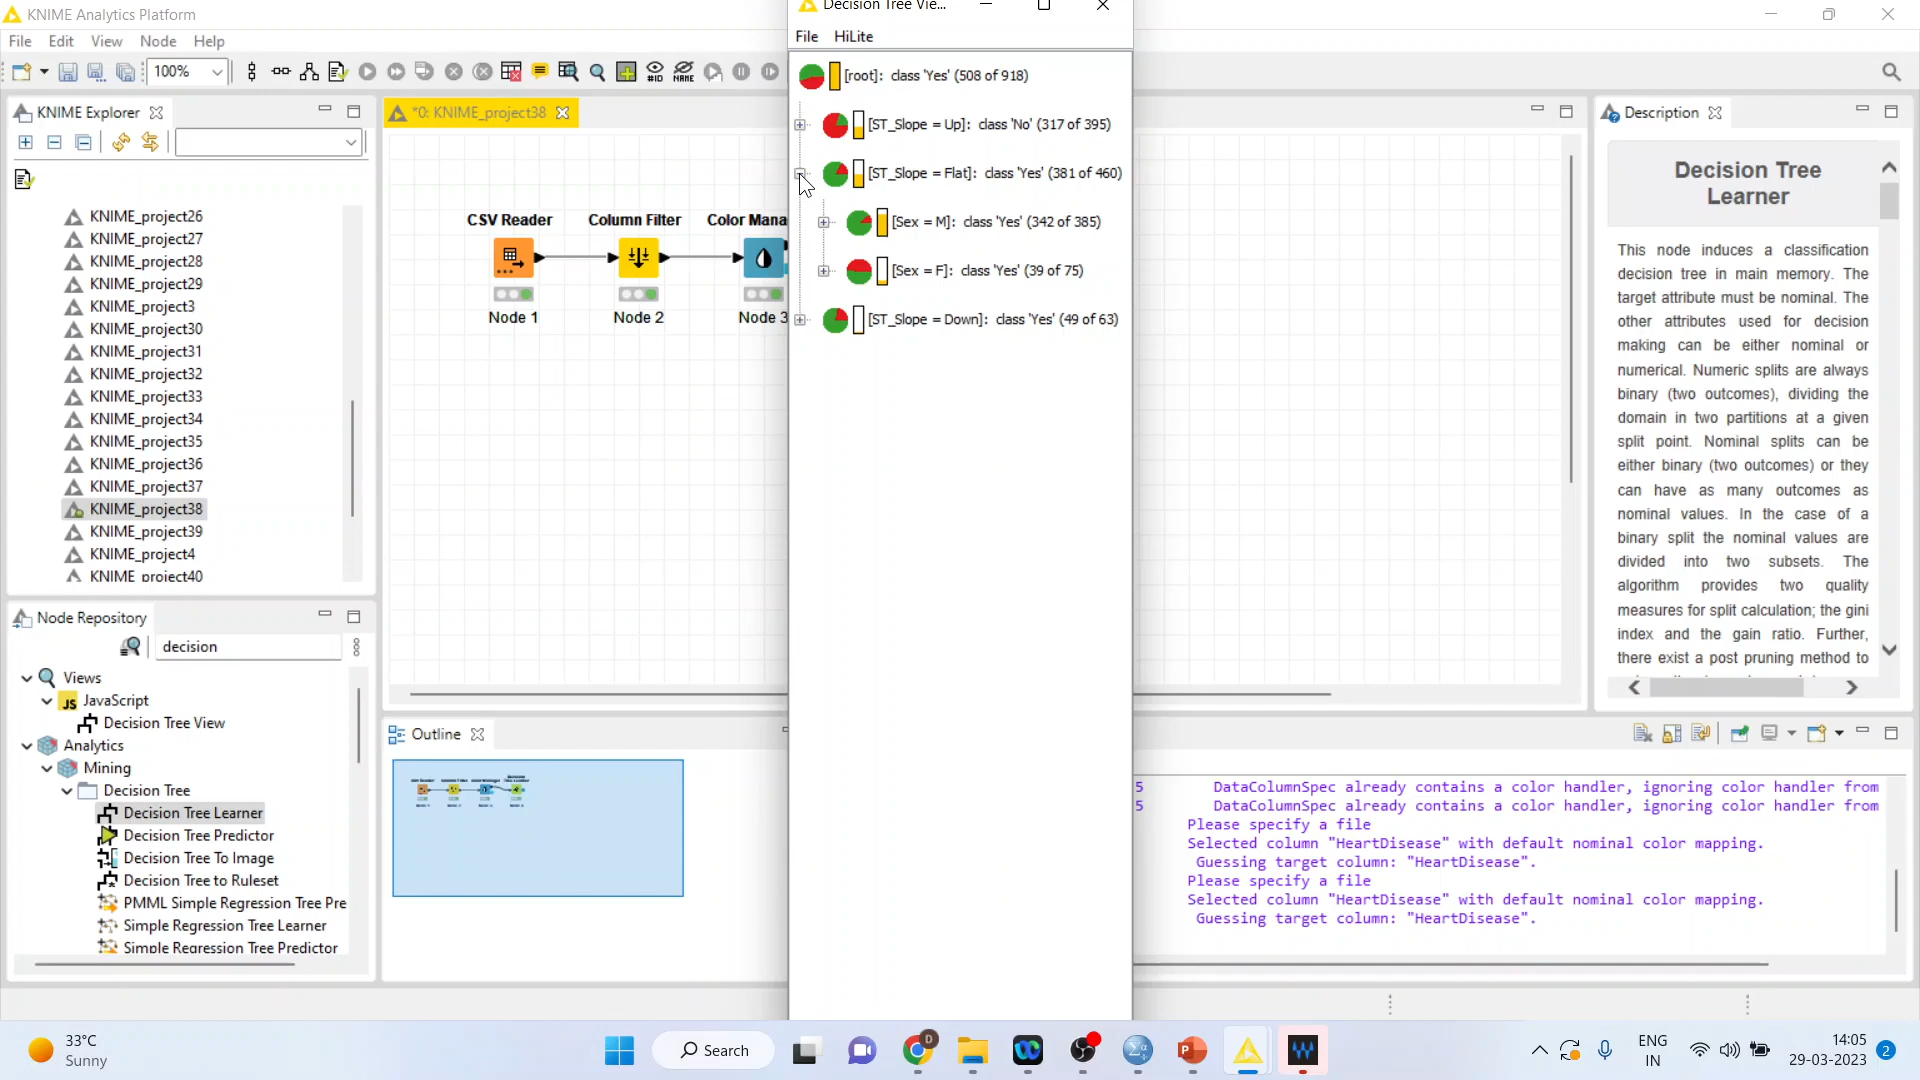 KNIME Analytics Platform
File Edit View Node Help
100%
KNIME Explorer
KNIME_project26
KNIME_project27
KNIME_project28
KNIME_project29
KNIME_project3
KNIME_project30
KNIME_project31
KNIME_project32
KNIME_project33
KNIME_project34
KNIME_project35
KNIME_project36
KNIME_project37
KNIME_project38
KNIME_project39
KNIME_project4
KNIME_project40
Node Repository
decision
Views
JavaScript
Decision Tree View
Analytics
Mining
Decision Tree
Decision Tree Learner
Decision Tree Predictor
Decision Tree To Image
Decision Tree to Ruleset
PMML Simple Regression Tree Pre
Simple Regression Tree Learner
Simple Regression Tree Predictor
*0: KNIME_project38
CSV Reader
Column Filter
Color Mana
Node 1
Node 2
Node 3
Outline
Decision Tree Vie...
File HiLite
[root]: class 'Yes' (508 of 918)
[ST_Slope = Up]: class 'No' (317 of 395)
[ST_Slope = Flat]: class 'Yes' (381 of 460)
[Sex = M]: class 'Yes' (342 of 385)
[Sex = F]: class 'Yes' (39 of 75)
[ST_Slope = Down]: class 'Yes' (49 of 63)
Description
Decision Tree
Learner
This node induces a classification
decision tree in main memory. The
target attribute must be nominal. The
other attributes used for decision
making can be either nominal or
numerical. Numeric splits are always
binary (two outcomes), dividing the
domain in two partitions at a given
split point. Nominal splits can be
either binary (two outcomes) or they
can have as many outcomes as
nominal values. In the case of a
binary split the nominal values are
divided into two subsets. The
algorithm provides two quality
measures for split calculation; the gini
index and the gain ratio. Further,
there exist a post pruning method to
5 DataColumnSpec already contains a color handler, ignoring color handler from
5 DataColumnSpec already contains a color handler, ignoring color handler from
Please specify a file
Selected column "HeartDisease" with default nominal color mapping.
Guessing target column: "HeartDisease".
Please specify a file
Selected column "HeartDisease" with default nominal color mapping.
Guessing target column: "HeartDisease".
33°C
Sunny
Search
ENG
IN
14:05
29-03-2023
2